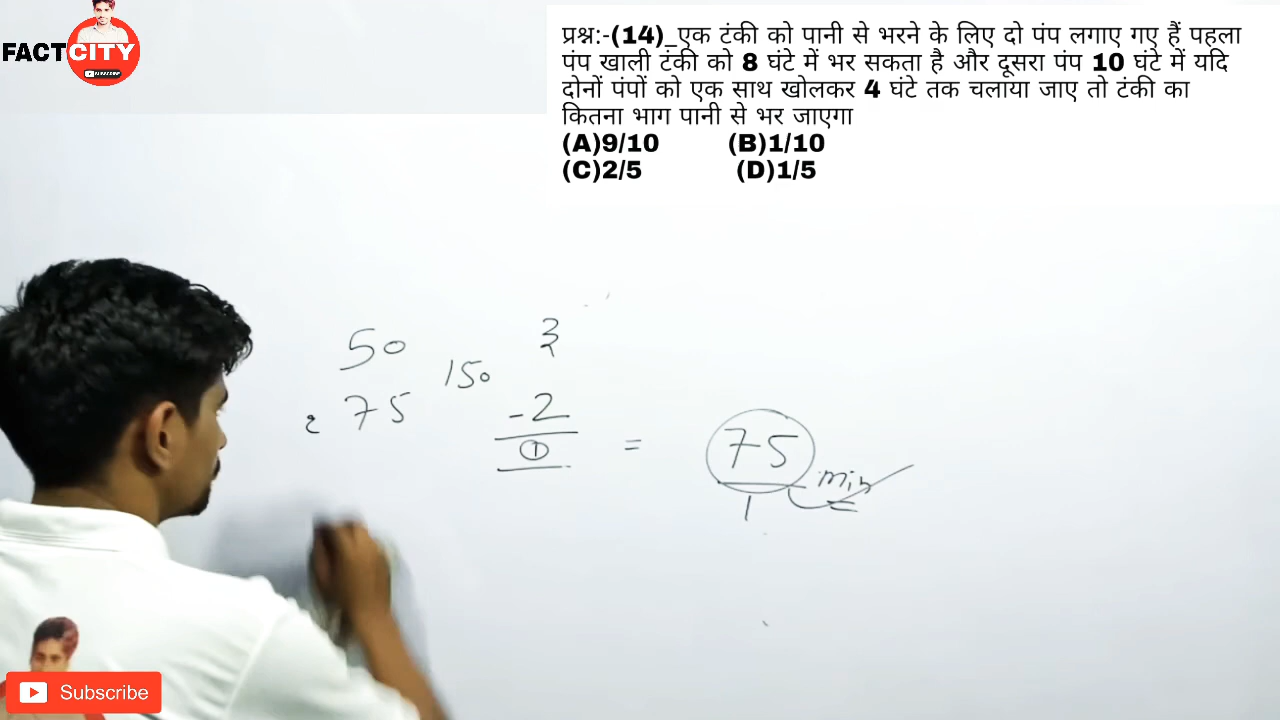 FACTCITY
SUBSCRIBE
प्रश्न:-(14)_एक टंकी को पानी से भरने के लिए दो पंप लगाए गए हैं पहला
पंप खाली टंकी को 8 घंटे में भर सकता है और दूसरा पंप 10 घंटे में यदि
दोनों पंपों को एक साथ खोलकर 4 घंटे तक चलाया जाए तो टंकी का
कितना भाग पानी से भर जाएगा
(A)9/10 (B)1/10
(C)2/5 (D)1/5
50 3
150
2 75 -2
1 = 75 min
1
Subscribe